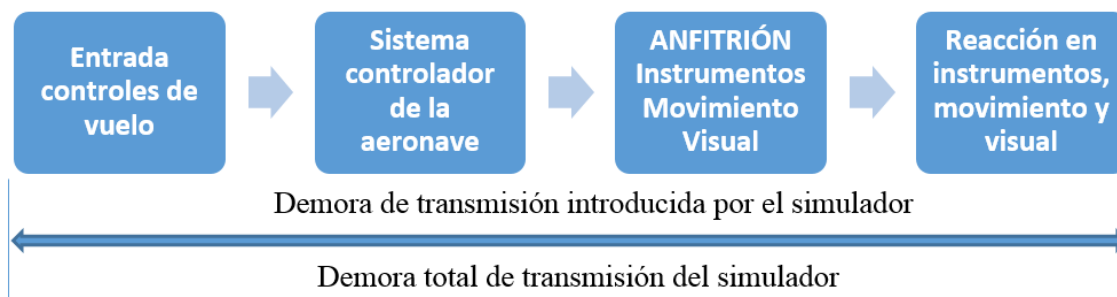 Entrada
controles de
vuelo
Sistema
controlador
de la
aeronave
ANFITRIÓN
Instrumentos
Movimiento
Visual
Reacción en
instrumentos,
movimiento y
visual
Demora de transmisión introducida por el simulador
Demora total de transmisión del simulador